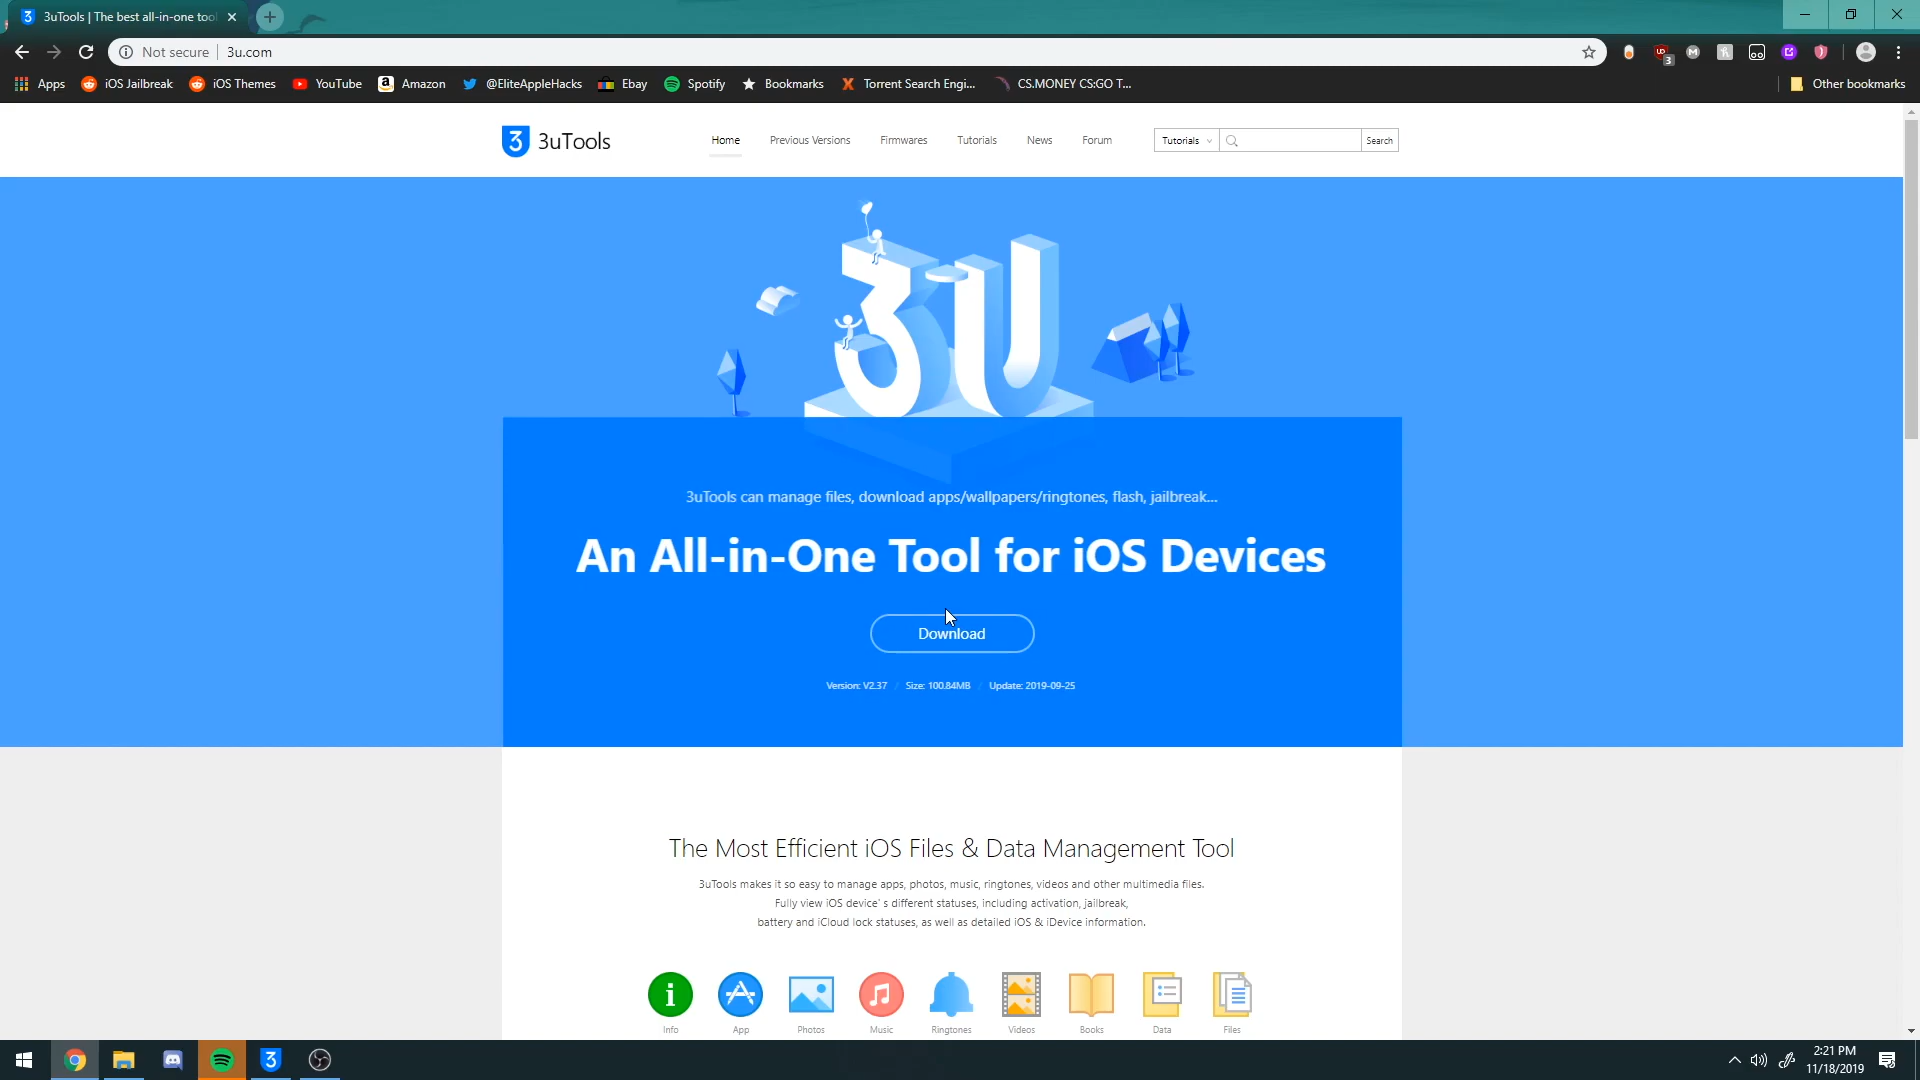 3uTools | The best all-in-one tool
Not secure
3u.com
3
Apps
iOS Jailbreak
iOS Themes
YouTube
Amazon
@EliteAppleHacks
Ebay
Spotify
Bookmarks
Torrent Search Engi...
CS.MONEY CS:GO T...
Other bookmarks
3 3uTools
Home
Previous Versions
Firmwares
Tutorials
News
Forum
Tutorials
Search
3U
3uTools can manage files, download apps/wallpapers/ringtones, flash, jailbreak...
An All-in-One Tool for iOS Devices
Download
Version: V2.37 / Size: 100.84MB / Update: 2019-09-25
The Most Efficient iOS Files & Data Management Tool
3uTools makes it so easy to manage apps, photos, music, ringtones, videos and other multimedia files.
Fully view iOS device' s different statuses, including activation, jailbreak,
battery and iCloud lock statuses, as well as detailed iOS & iDevice information.
Info
App
Photos
Music
Ringtones
Videos
Books
Data
Files
2:21 PM
11/18/2019